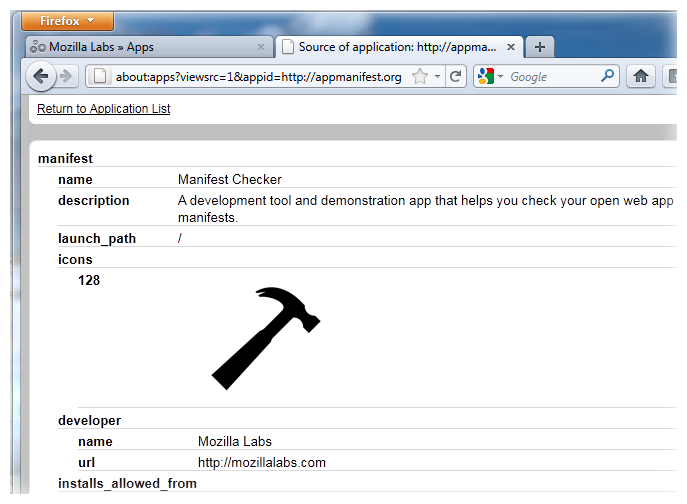 Firefox
Mozilla Labs » Apps
Source of application: http://appma...
about:apps?viewsrc=1&appid=http://appmanifest.org
Google
Return to Application List
manifest
name Manifest Checker
description A development tool and demonstration app that helps you check your open web app
manifests.
launch_path /
icons
128
developer
name Mozilla Labs
url http://mozillalabs.com
installs_allowed_from